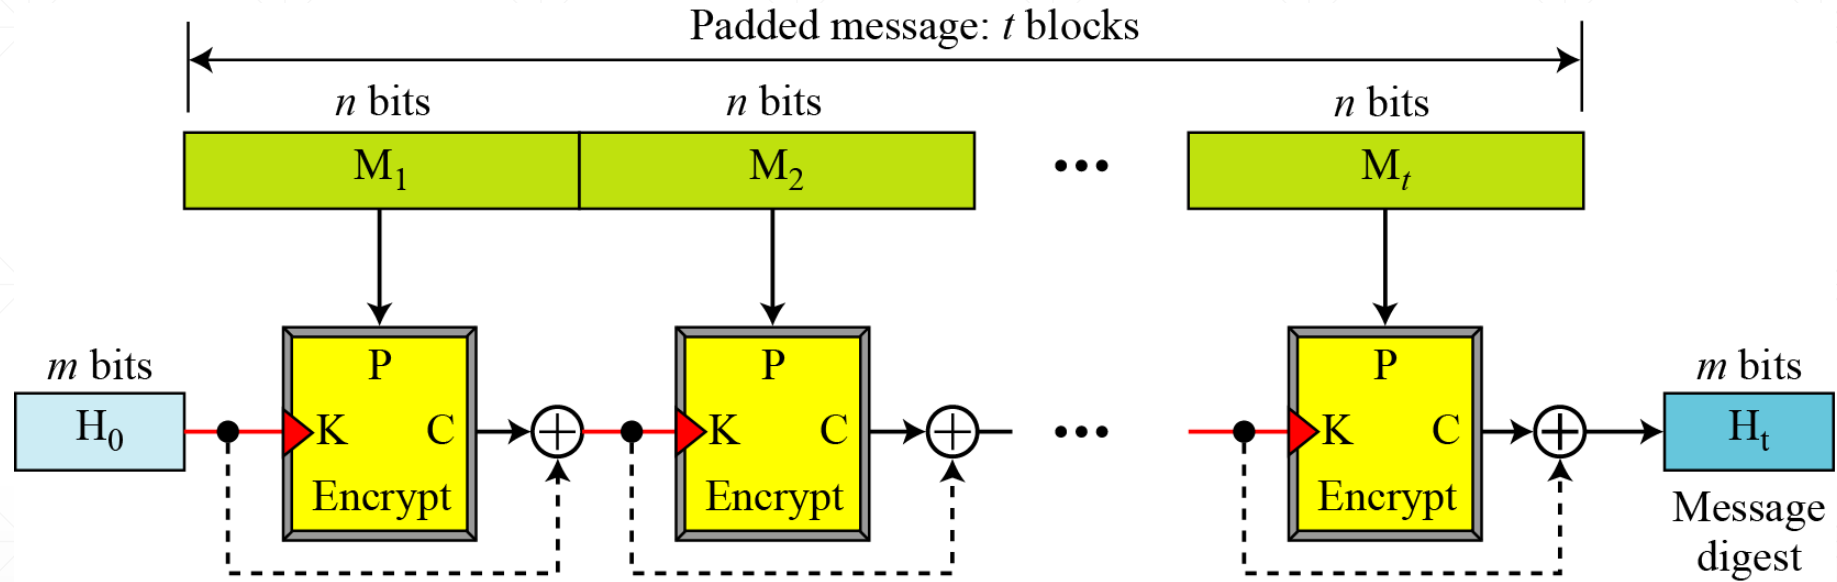 Padded message: t blocks
n bits n bits n bits
M1 M2 ••• Mt
P P P
m bits m bits
H0 K C K C ••• K C Ht
Encrypt Encrypt Encrypt
Message
digest